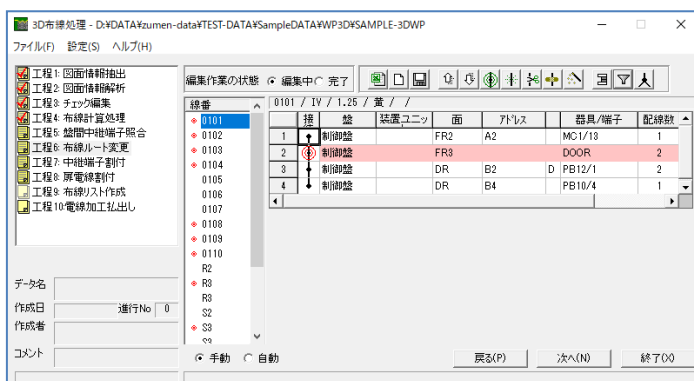 3D布線処理 - D:¥DATA¥zumen-data¥TEST-DATA¥SampleDATA¥WP3D¥SAMPLE-3DWP
ファイル(F) 設定(S) ヘルプ(H)
工程1: 図面情報抽出
工程2: 図面情報解析
工程3: チェック編集
工程4: 布線計算処理
工程5: 盤間中継端子照合
工程6: 布線ルート変更
工程7: 中継端子割付
工程8: 扉電線割付
工程9: 布線リスト作成
工程10:電線加工払出し
データ名
作成日 進行No 0
作成者
コメント
編集作業の状態 編集中 完了
線番
0101
0102
0103
0104
0105
0106
0107
0108
0109
0110
R2
R3
R3
S2
S3
S3
手動 自動
0101 / IV / 1.25 / 黄 / /
接 盤 装置ユニッ 面 アドレス 器具/端子 配線数
1 制御盤 FR2 A2 MC1/13 1
2 制御盤 FR3 DOOR 2
3 制御盤 DR B2 D PB12/1 2
4 制御盤 DR B4 PB10/4 1
戻る(P) 次へ(N) 終了(X)